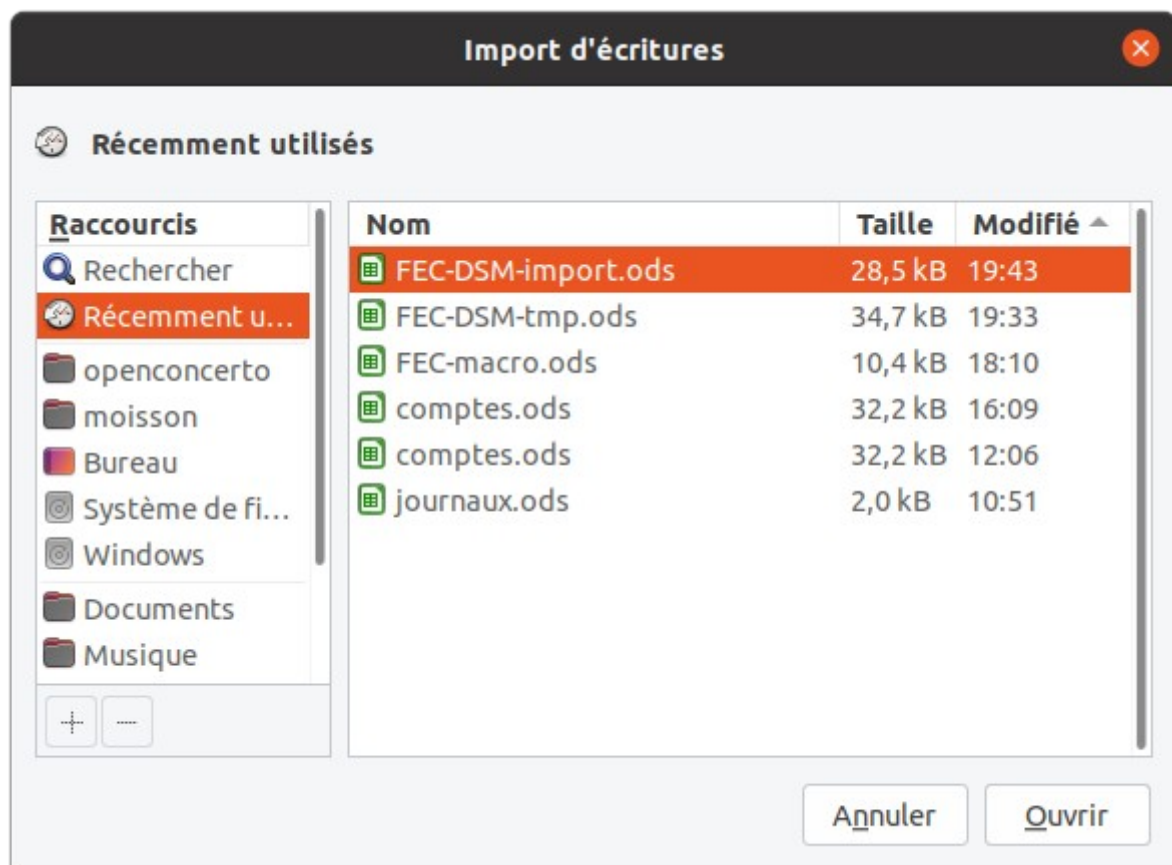 Import d'écritures
Récemment utilisés
Raccourcis
Rechercher
Récemment u...
openconcerto
moisson
Bureau
Système de fi...
Windows
Documents
Musique
Nom Taille Modifié
FEC-DSM-import.ods 28,5 kB 19:43
FEC-DSM-tmp.ods 34,7 kB 19:33
FEC-macro.ods 10,4 kB 18:10
comptes.ods 32,2 kB 16:09
comptes.ods 32,2 kB 12:06
journaux.ods 2,0 kB 10:51
Annuler Ouvrir